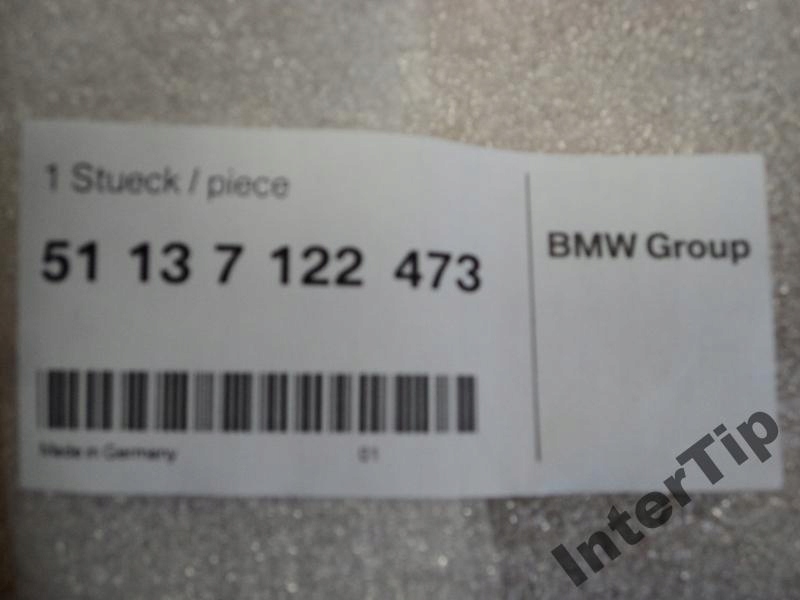 1 Stueck / piece
51 13 7 122 473
BMW Group
Made in Germany 01
InterTip